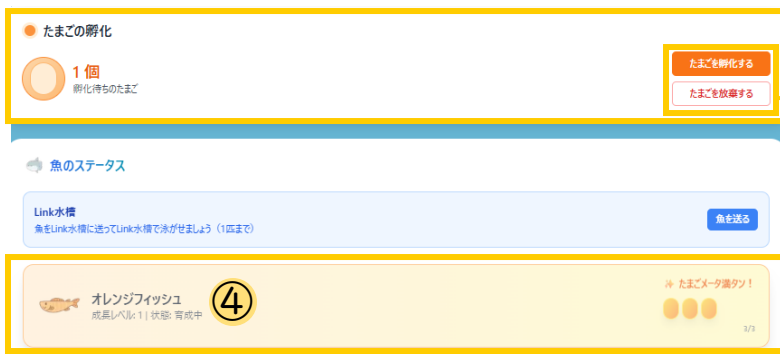 たまごの孵化
1 個
孵化待ちのたまご
たまごを孵化する
たまごを放棄する
魚のステータス
Link水槽
魚をLink水槽に送ってLink水槽で泳がせましょう（1匹まで）
魚を送る
オレンジフィッシュ
成長レベル: 1 | 状態: 育成中
④
たまごメータ満タン！
3/3